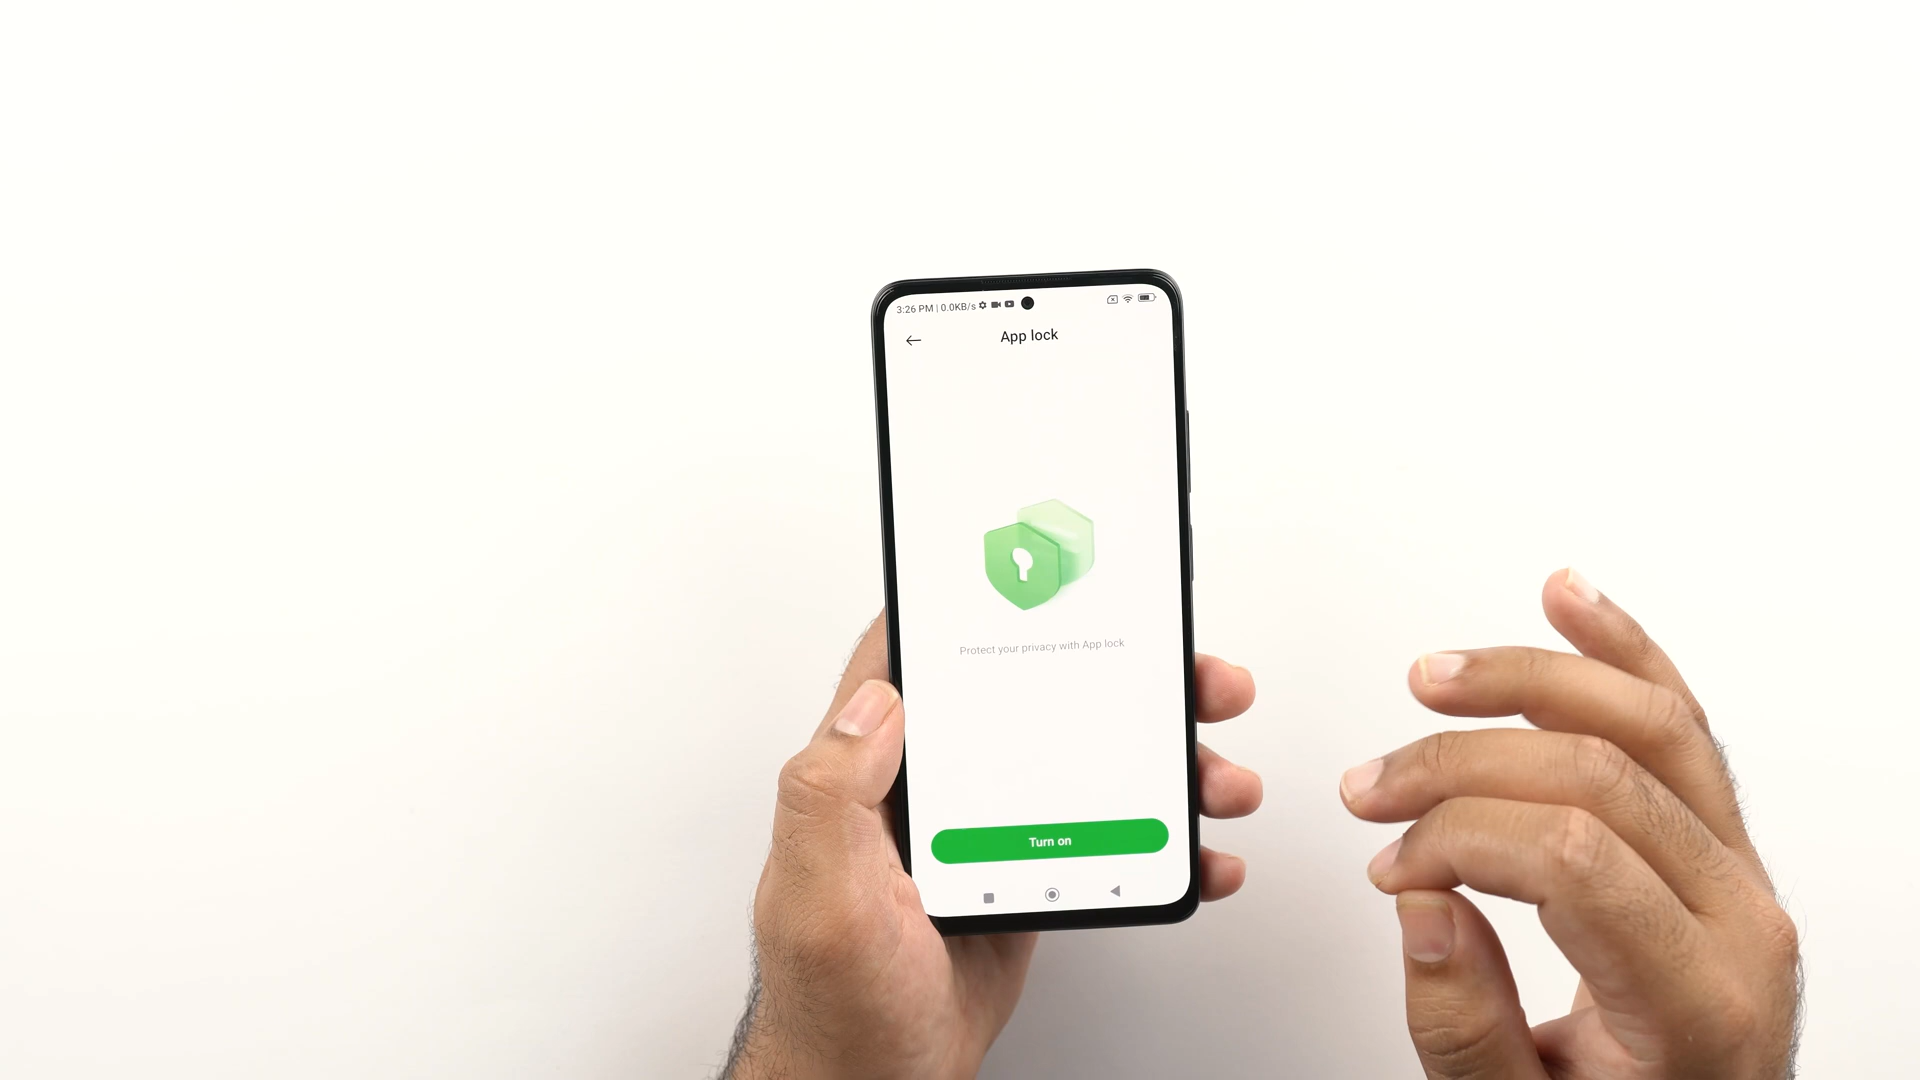 3:26 PM | 0.0KB/s
App lock
Protect your privacy with App lock
Turn on